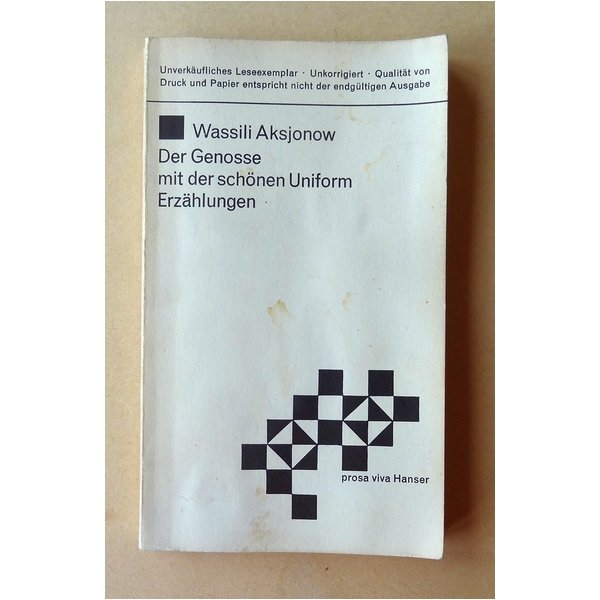 Unverkäufliches Leseexemplar · Unkorrigiert · Qualität von
Druck und Papier entspricht nicht der endgültigen Ausgabe
Wassili Aksjonow
Der Genosse
mit der schönen Uniform
Erzählungen
prosa viva Hanser